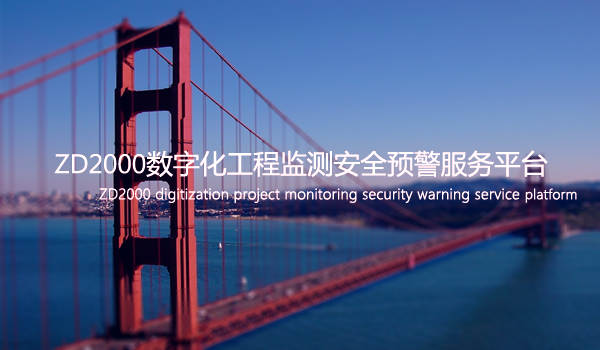 ZD2000数字化工程监测安全预警服务平台
ZD2000 digitization project monitoring security warning service platform